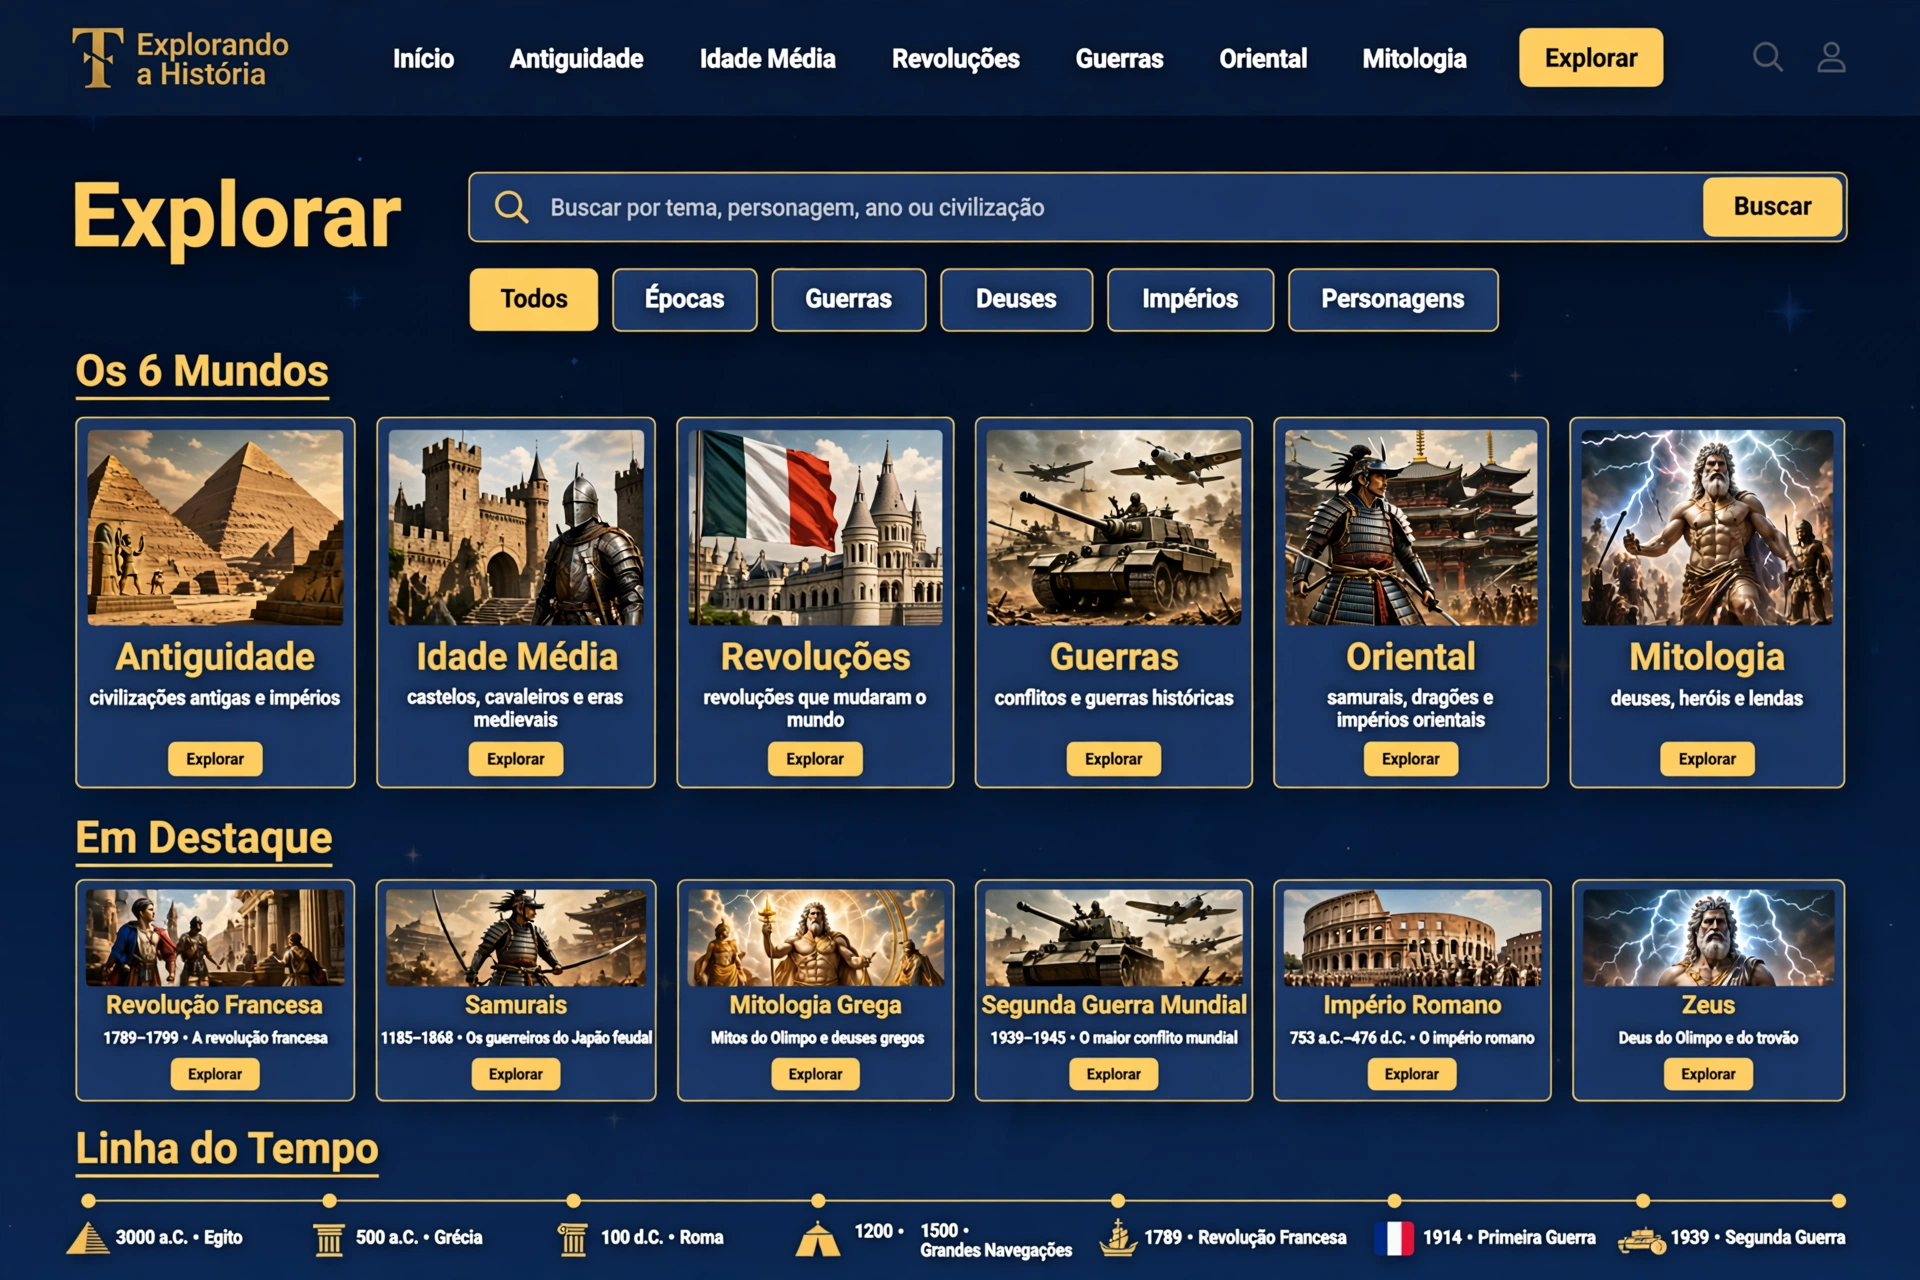 Explorando
a História
Início Antiguidade Idade Média Revoluções Guerras Oriental Mitologia Explorar
Explorar
Buscar por tema, personagem, ano ou civilização
Buscar
Todos Épocas Guerras Deuses Impérios Personagens
Os 6 Mundos
Antiguidade
civilizações antigas e impérios
Explorar
Idade Média
castelos, cavaleiros e eras
medievais
Explorar
Revoluções
revoluções que mudaram o
mundo
Explorar
Guerras
conflitos e guerras históricas
Explorar
Oriental
samurais, dragões e
impérios orientais
Explorar
Mitologia
deuses, heróis e lendas
Explorar
Em Destaque
Revolução Francesa
1789–1799 • A revolução francesa
Explorar
Samurais
1185–1868 • Os guerreiros do Japão feudal
Explorar
Mitologia Grega
Mitos do Olimpo e deuses gregos
Explorar
Segunda Guerra Mundial
1939–1945 • O maior conflito mundial
Explorar
Império Romano
753 a.C.–476 d.C. • O império romano
Explorar
Zeus
Deus do Olimpo e do trovão
Explorar
Linha do Tempo
3000 a.C. • Egito
500 a.C. • Grécia
100 d.C. • Roma
1200 •
1500 •
Grandes Navegações
1789 • Revolução Francesa
1914 • Primeira Guerra
1939 • Segunda Guerra